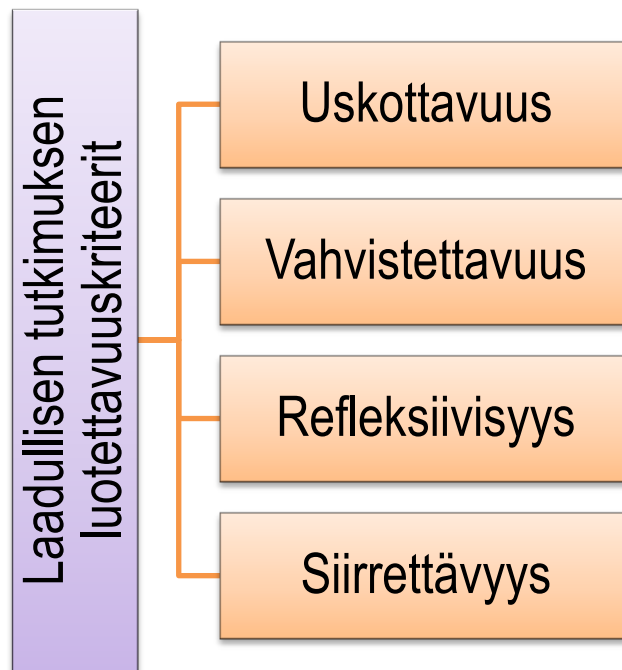 Laadullisen tutkimuksen
luotettavuuskriteerit
Uskottavuus
Vahvistettavuus
Refleksiivisyys
Siirrettävyys